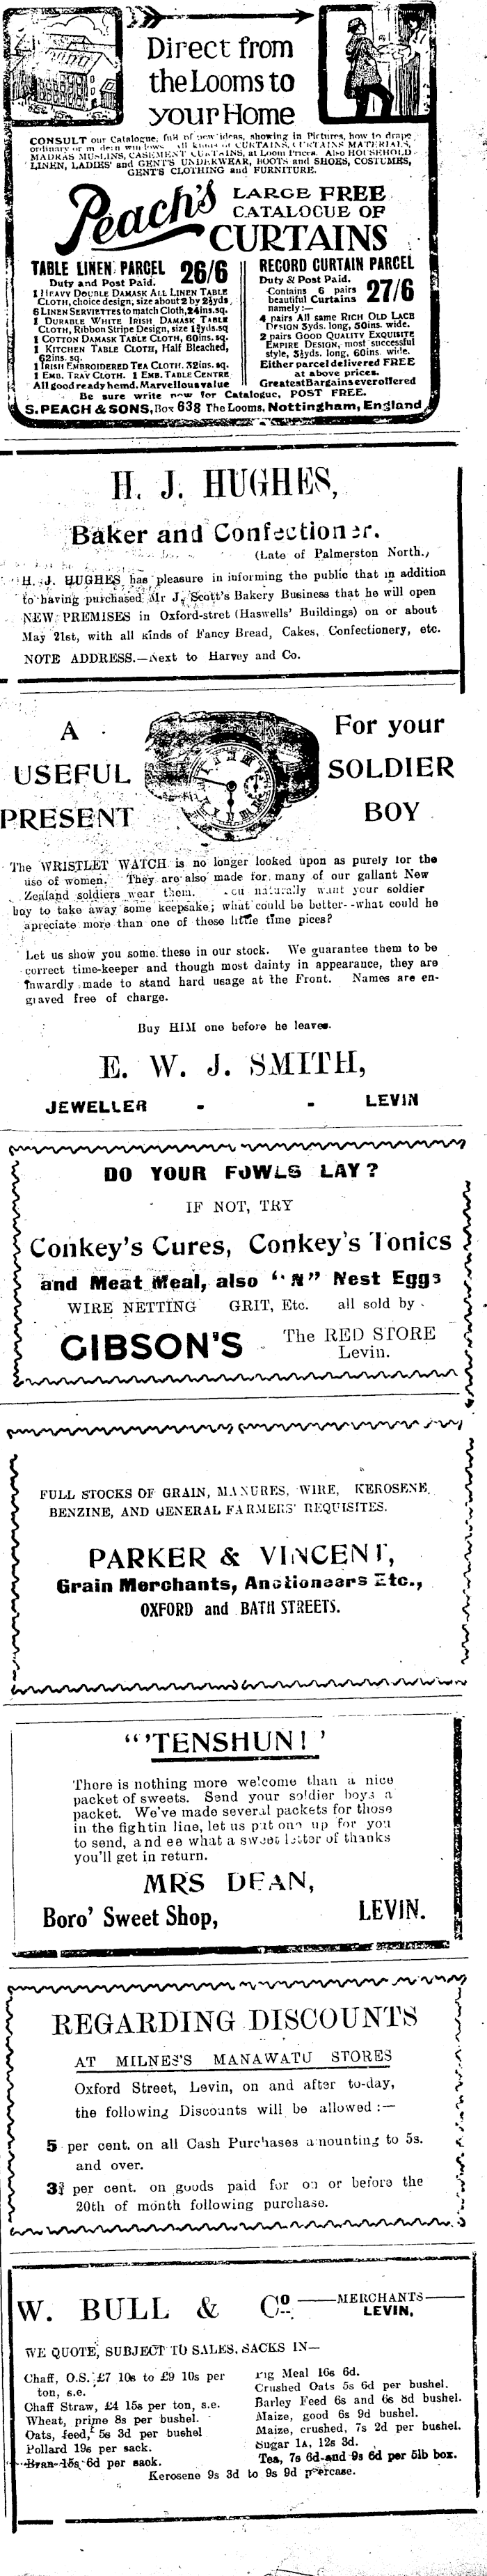 Direct from
the Looms to
your Home
CONSULT our Catalogue, full of new ideas, showing in Pictures, how to drape
ordinary or modern windows. All kinds of CURTAINS, CURTAINS MATERIALS,
MADRAS MUSLINS, CASEMENT CURTAINS, at Loom Prices. Also HOUSEHOLD
LINEN, LADIES' and GENT'S UNDERWEAR, BOOTS and SHOES, COSTUMES,
GENT'S CLOTHING and FURNITURE.
Peach's LARGE FREE
CATALOGUE OF
CURTAINS
TABLE LINEN PARCEL 26/6
Duty and Post Paid.
1 HEAVY DOUBLE DAMASK ALL LINEN TABLE
CLOTH, choice design, size about 2 by 2½yds.
6 LINEN SERVIETTES to match Cloth, 24ins.sq.
1 DURABLE WHITE IRISH DAMASK TABLE
CLOTH, Ribbon Stripe Design, size 1½yds.sq
1 COTTON DAMASK TABLE CLOTH, 60ins. sq.
1 KITCHEN TABLE CLOTH, Half Bleached,
62ins. sq.
1 IRISH EMBROIDERED TEA CLOTH. 32ins. sq.
1 EMB. TRAY CLOTH. 1 EMB. TABLE CENTRE
All good ready hemd. Marvellous value
RECORD CURTAIN PARCEL
Duty & Post Paid.
Contains 6 pairs
beautiful Curtains
namely:— 27/6
4 pairs All same RICH OLD LACE
DESIGN 3yds. long, 50ins. wide.
2 pairs GOOD QUALITY EXQUISITE
EMPIRE DESIGN, most successful
style, 3½yds. long, 60ins. wide.
Either parcel delivered FREE
at above prices.
Greatest Bargains ever offered
Be sure write now for Catalogue, POST FREE.
S. PEACH & SONS, Box 638 The Looms, Nottingham, England
H. J. HUGHES,
Baker and Confectioner.
(Late of Palmerston North.,
H. J. HUGHES has pleasure in informing the public that in addition
to having purchased Mr J. Scott's Bakery Business that he will open
NEW PREMISES in Oxford-stret (Haswells' Buildings) on or about
May 21st, with all kinds of Fancy Bread, Cakes, Confectionery, etc.
NOTE ADDRESS.—Next to Harvey and Co.
A
USEFUL
PRESENT
For your
SOLDIER
BOY
The WRISTLET WATCH is no longer looked upon as purely for the
use of women. They are also made for many of our gallant New
Zealand soldiers wear them. You naturally want your soldier
boy to take away some keepsake; what could be better--what could he
apreciate more than one of these little time pices?
Let us show you some these in our stock. We guarantee them to be
correct time-keeper and though most dainty in appearance, they are
inwardly made to stand hard usage at the Front. Names are en-
graved free of charge.
Buy HIM one before he leaves.
E. W. J. SMITH,
JEWELLER - - LEVIN
DO YOUR FOWLS LAY?
IF NOT, TRY
Conkey's Cures, Conkey's Tonics
and Meat Meal, also "N" Nest Eggs
WIRE NETTING GRIT, Etc. all sold by
GIBSON'S The RED STORE
Levin.
FULL STOCKS OF GRAIN, MANURES, WIRE, KEROSENE,
BENZINE, AND GENERAL FARMERS' REQUISITES.
PARKER & VINCENT,
Grain Merchants, Auctioneers Etc.,
OXFORD and BATH STREETS.
"'TENSHUN!'
There is nothing more welcome than a nice
packet of sweets. Send your soldier boys a
packet. We've made several packets for those
in the fightin line, let us put one up for you
to send, and ee what a sweet letter of thanks
you'll get in return.
MRS DEAN,
Boro' Sweet Shop, LEVIN.
REGARDING DISCOUNTS
AT MILNES'S MANAWATU STORES
Oxford Street, Levin, on and after to-day,
the following Discounts will be allowed :—
5 per cent. on all Cash Purchases amounting to 5s.
and over.
3¾ per cent. on goods paid for on or before the
20th of month following purchase.
W. BULL & Co. —MERCHANTS—
LEVIN,
WE QUOTE, SUBJECT TO SALES, SACKS IN—
Chaff, O.S. £7 10s to £9 10s per
ton, s.e.
Chaff Straw, £4 15s per ton, s.e.
Wheat, prime 8s per bushel.
Oats, feed, 5s 3d per bushel
Pollard 19s per sack.
Bran 15s 6d per saok.
Pig Meal 16s 6d.
Crushed Oats 5s 6d per bushel.
Barley Feed 6s and 6s 8d bushel.
Maize, good 6s 9d bushel.
Maize, crushed, 7s 2d per bushel.
Sugar 1A, 12s 3d.
Tea, 7s 6d and 9s 6d per 5lb box.
Kerosene 9s 3d to 9s 9d percase.